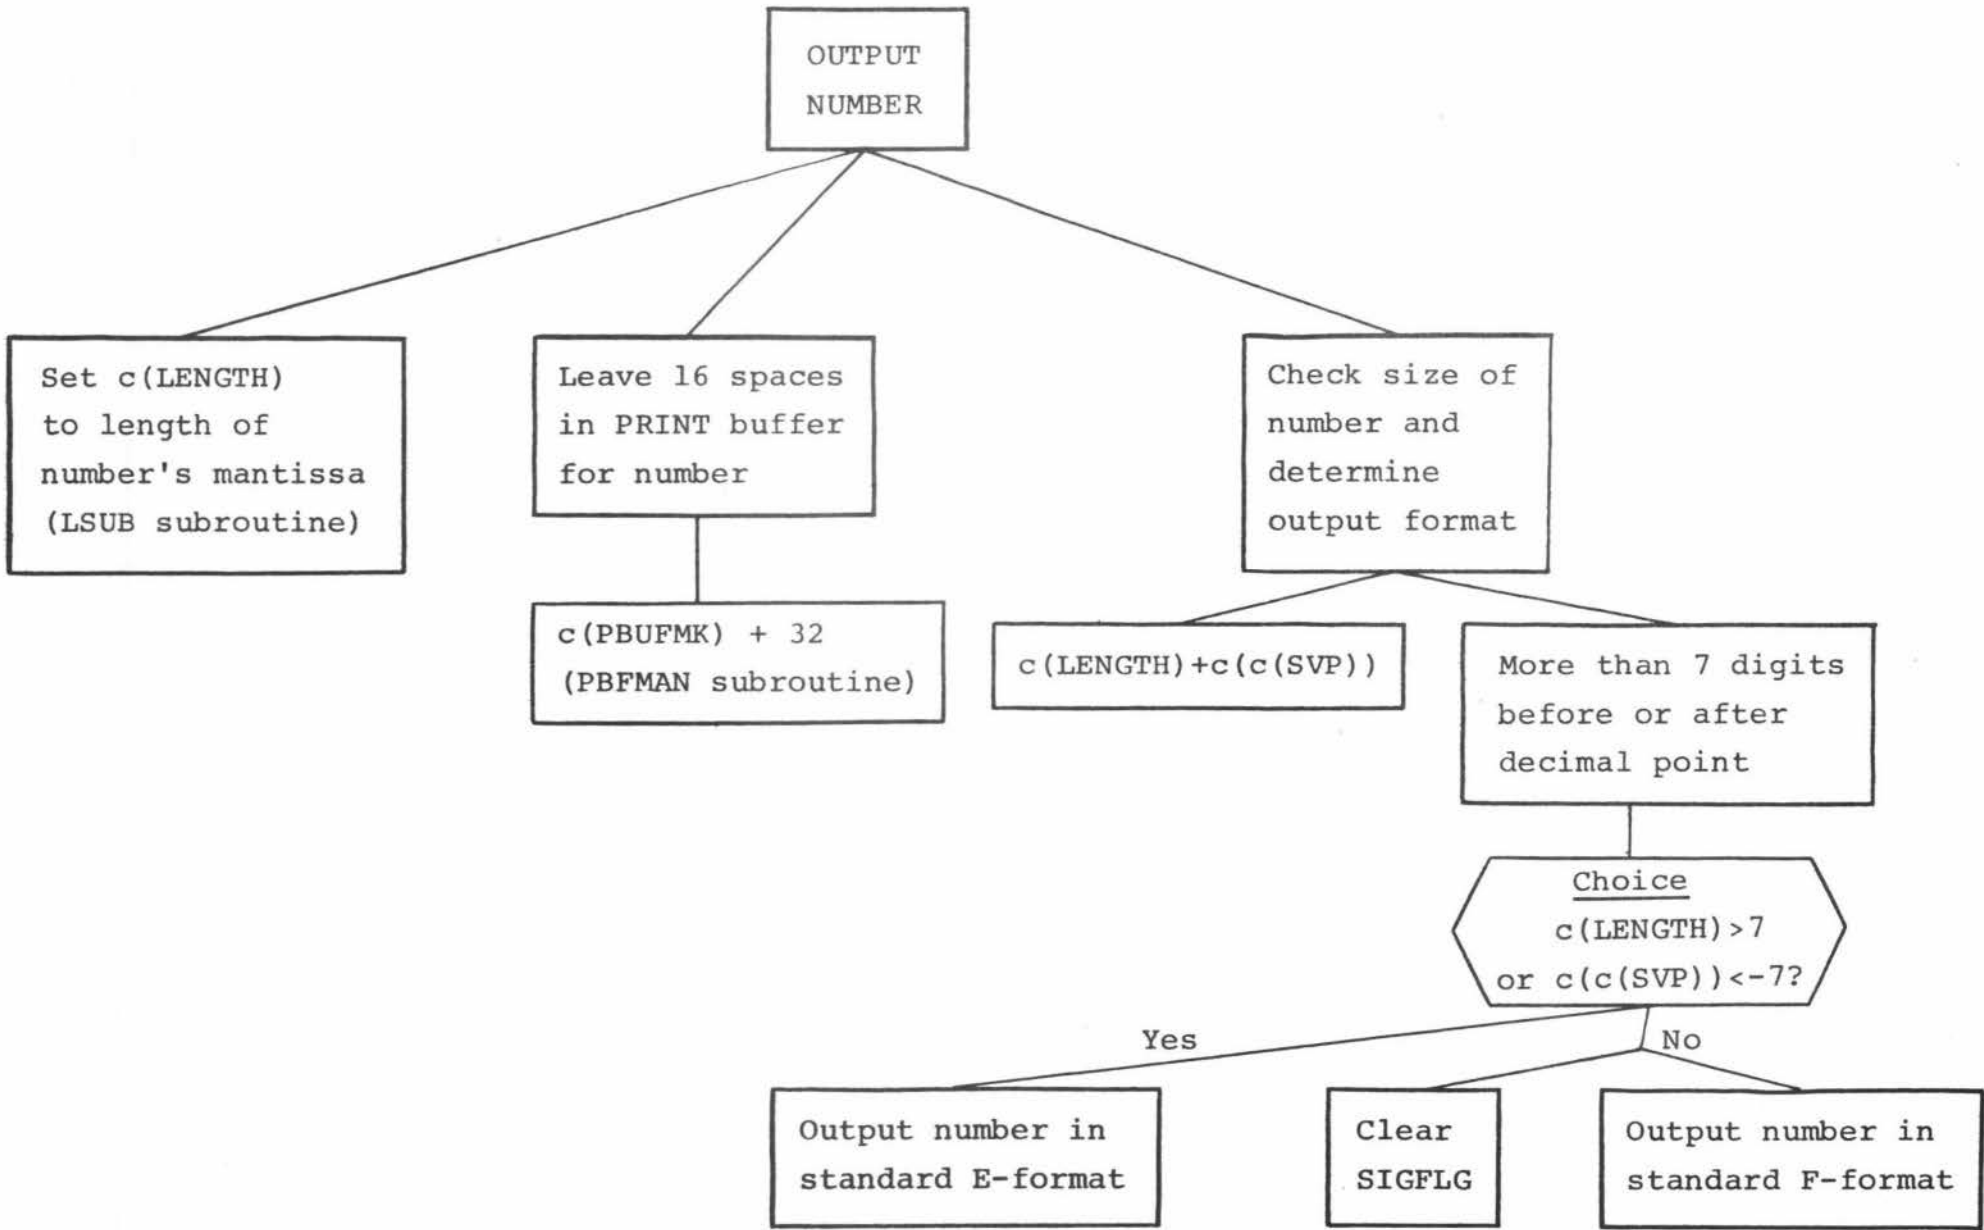 OUTPUT
NUMBER
Set c(LENGTH)
to length of
number's mantissa
(LSUB subroutine)
Leave 16 spaces
in PRINT buffer
for number
Check size of
number and
determine
output format
c(PBUFMK) + 32
(PBFMAN subroutine)
c(LENGTH)+c(c(SVP))
More than 7 digits
before or after
decimal point
Choice
c(LENGTH)>7
or c(c(SVP))<-7?
Yes
No
Output number in
standard E-format
Clear
SIGFLG
Output number in
standard F-format